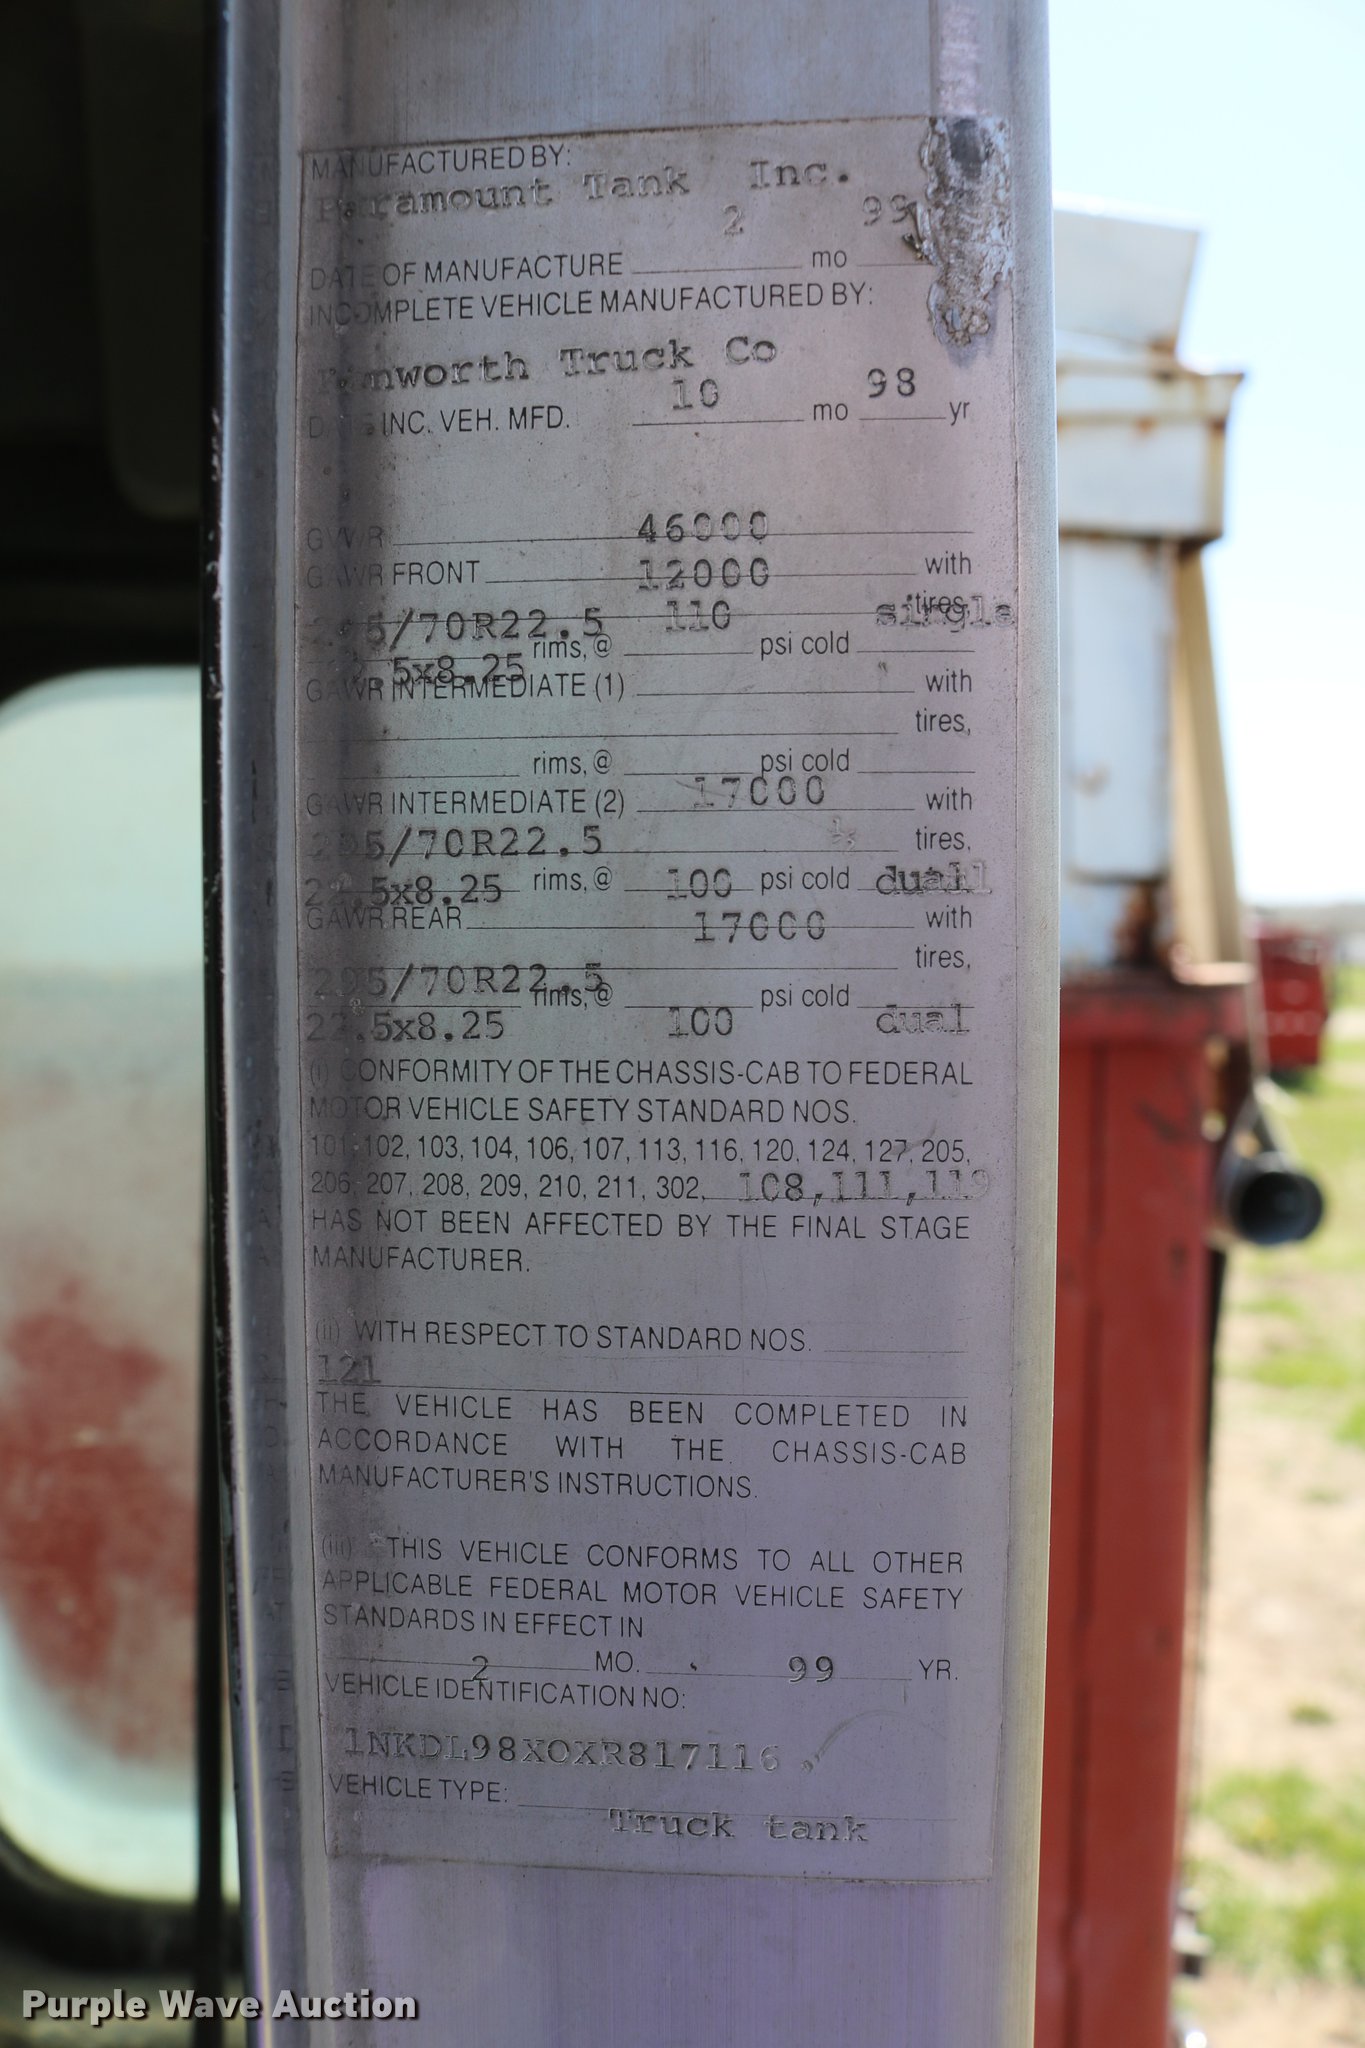 MANUFACTURED BY:
Paramount Tank Inc.
2 99
DATE OF MANUFACTURE mo
INCOMPLETE VEHICLE MANUFACTURED BY:
Kenworth Truck Co
10 98
DATE INC. VEH. MFD. mo yr
GVWR 46000
GAWR FRONT 12000 with
295/70R22.5 110 tires, single
rims, @ psi cold
22.5x8.25
GAWR INTERMEDIATE (1) with
tires,
rims, @ psi cold
GAWR INTERMEDIATE (2) 17000 with
295/70R22.5 tires,
22.5x8.25 rims, @ 100 psi cold dual
GAWR REAR 17000 with
tires,
295/70R22.5 rims, @ psi cold
22.5x8.25 100 dual
(i) CONFORMITY OF THE CHASSIS-CAB TO FEDERAL
MOTOR VEHICLE SAFETY STANDARD NOS.
101, 102, 103, 104, 106, 107, 113, 116, 120, 124, 127, 205,
206, 207, 208, 209, 210, 211, 302, 108,111,119
HAS NOT BEEN AFFECTED BY THE FINAL STAGE
MANUFACTURER.
(ii) WITH RESPECT TO STANDARD NOS.
121
THE VEHICLE HAS BEEN COMPLETED IN
ACCORDANCE WITH THE CHASSIS-CAB
MANUFACTURER'S INSTRUCTIONS.
(iii) THIS VEHICLE CONFORMS TO ALL OTHER
APPLICABLE FEDERAL MOTOR VEHICLE SAFETY
STANDARDS IN EFFECT IN
2 MO. 99 YR.
VEHICLE IDENTIFICATION NO:
1NKDL98X0XR817116
VEHICLE TYPE:
Truck tank
Purple Wave Auction